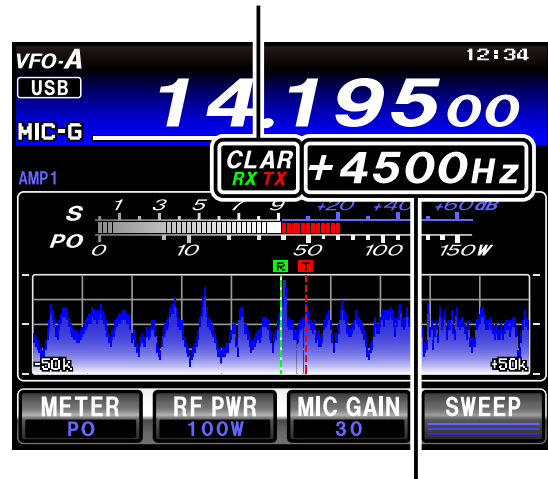 VFO-A 12:34
USB 14.195 00
MIC-G
CLAR +4500Hz
RX TX
AMP1
S 1 3 5 7 9 +20 +40 +60dB
PO 0 10 50 100 150W
R T
-50k +50k
METER RF PWR MIC GAIN SWEEP
PO 100W 30